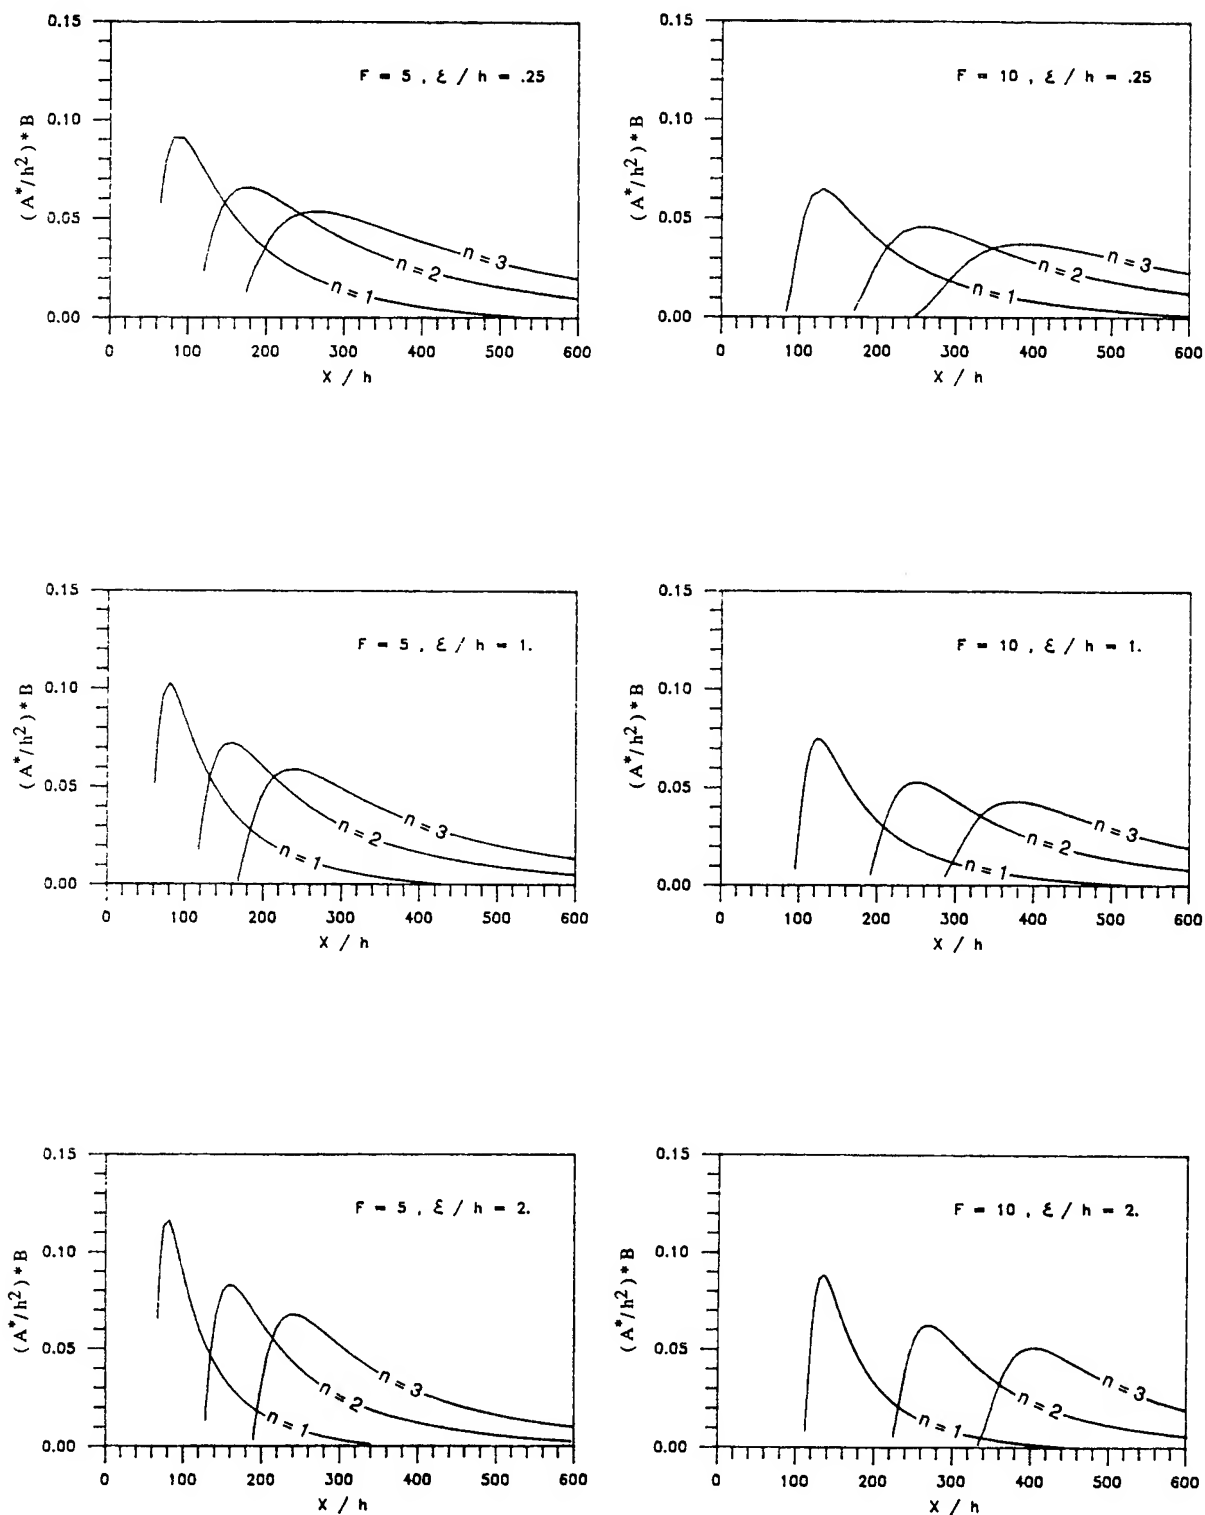 0.15
F = 5 , ξ / h = .25
0.10
(A*/h²)*B
0.05
n = 3
n = 2
n = 1
0.00
0 100 200 300 400 500 600
X / h
0.15
F = 10 , ξ / h = .25
0.10
(A*/h²)*B
0.05
n = 3
n = 2
n = 1
0.00
0 100 200 300 400 500 600
X / h
0.15
F = 5 , ξ / h = 1.
0.10
(A*/h²)*B
0.05
n = 3
n = 2
n = 1
0.00
0 100 200 300 400 500 600
X / h
0.15
F = 10 , ξ / h = 1.
0.10
(A*/h²)*B
0.05
n = 3
n = 2
n = 1
0.00
0 100 200 300 400 500 600
X / h
0.15
F = 5 , ξ / h = 2.
0.10
(A*/h²)*B
0.05
n = 3
n = 2
n = 1
0.00
0 100 200 300 400 500 600
X / h
0.15
F = 10 , ξ / h = 2.
0.10
(A*/h²)*B
0.05
n = 3
n = 2
n = 1
0.00
0 100 200 300 400 500 600
X / h